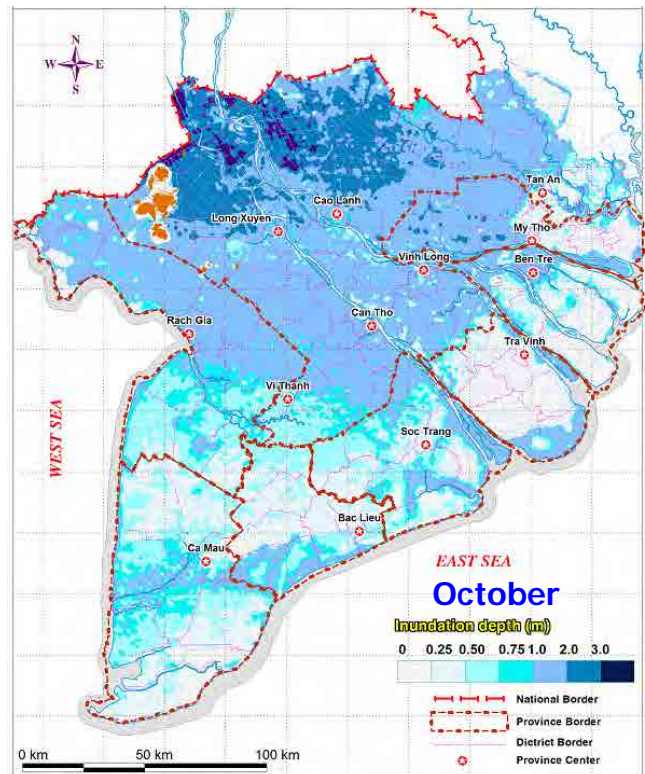 N
W E
S
Tan An
Cao Lanh
Long Xuyen
My Tho
Ben Tre
Vinh Long
Can Tho
Rach Gia
Tra Vinh
Vi Thanh
WEST SEA
Soc Trang
Bac Lieu
Ca Mau
EAST SEA
October
Inundation depth (m)
0 0.25 0.50 0.75 1.0 2.0 3.0
National Border
Province Border
District Border
Province Center
0 km 50 km 100 km